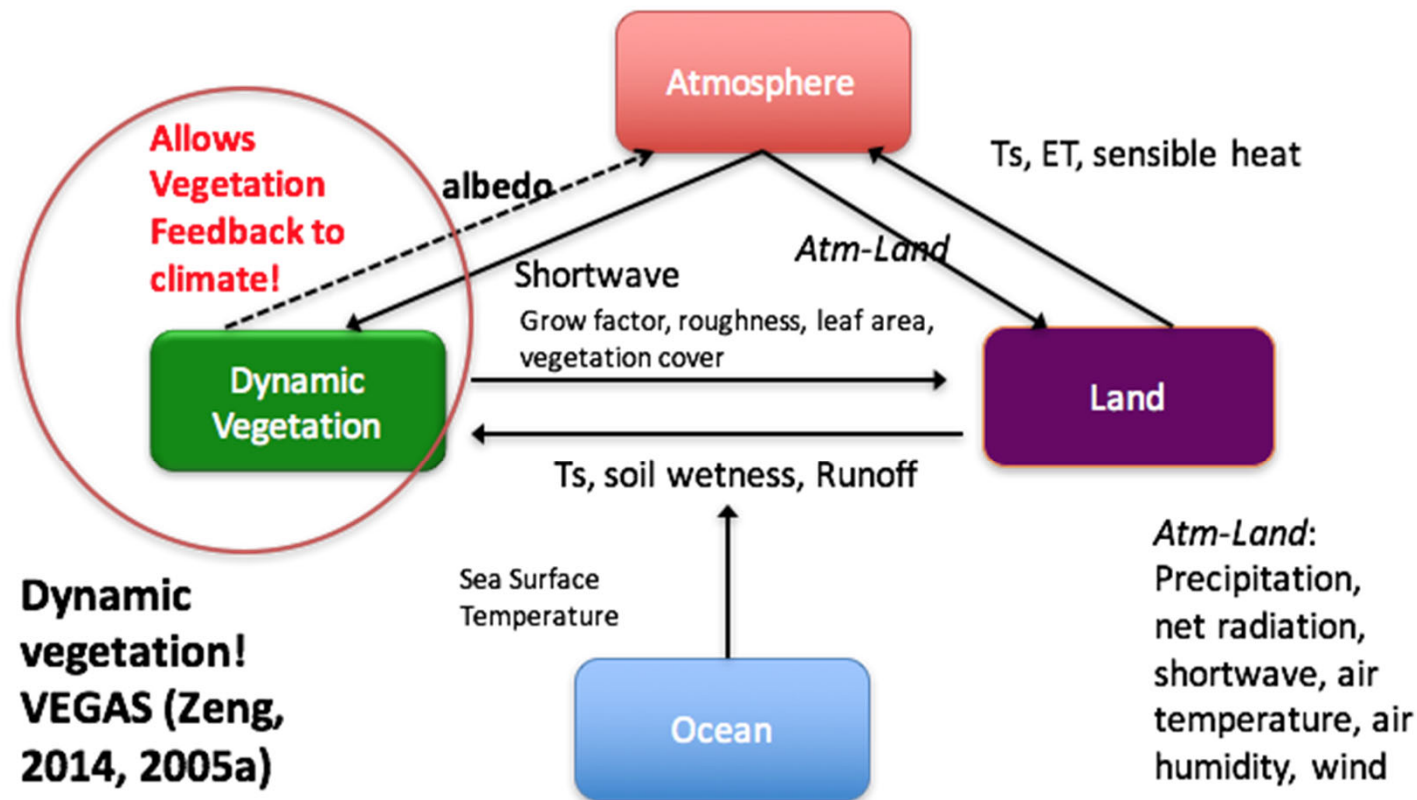 Atmosphere
Allows
Vegetation
Feedback to
climate!
albedo
Ts, ET, sensible heat
Atm-Land
Shortwave
Grow factor, roughness, leaf area,
vegetation cover
Dynamic
Vegetation
Land
Ts, soil wetness, Runoff
Sea Surface
Temperature
Ocean
Dynamic
vegetation!
VEGAS (Zeng,
2014, 2005a)
Atm-Land:
Precipitation,
net radiation,
shortwave, air
temperature, air
humidity, wind